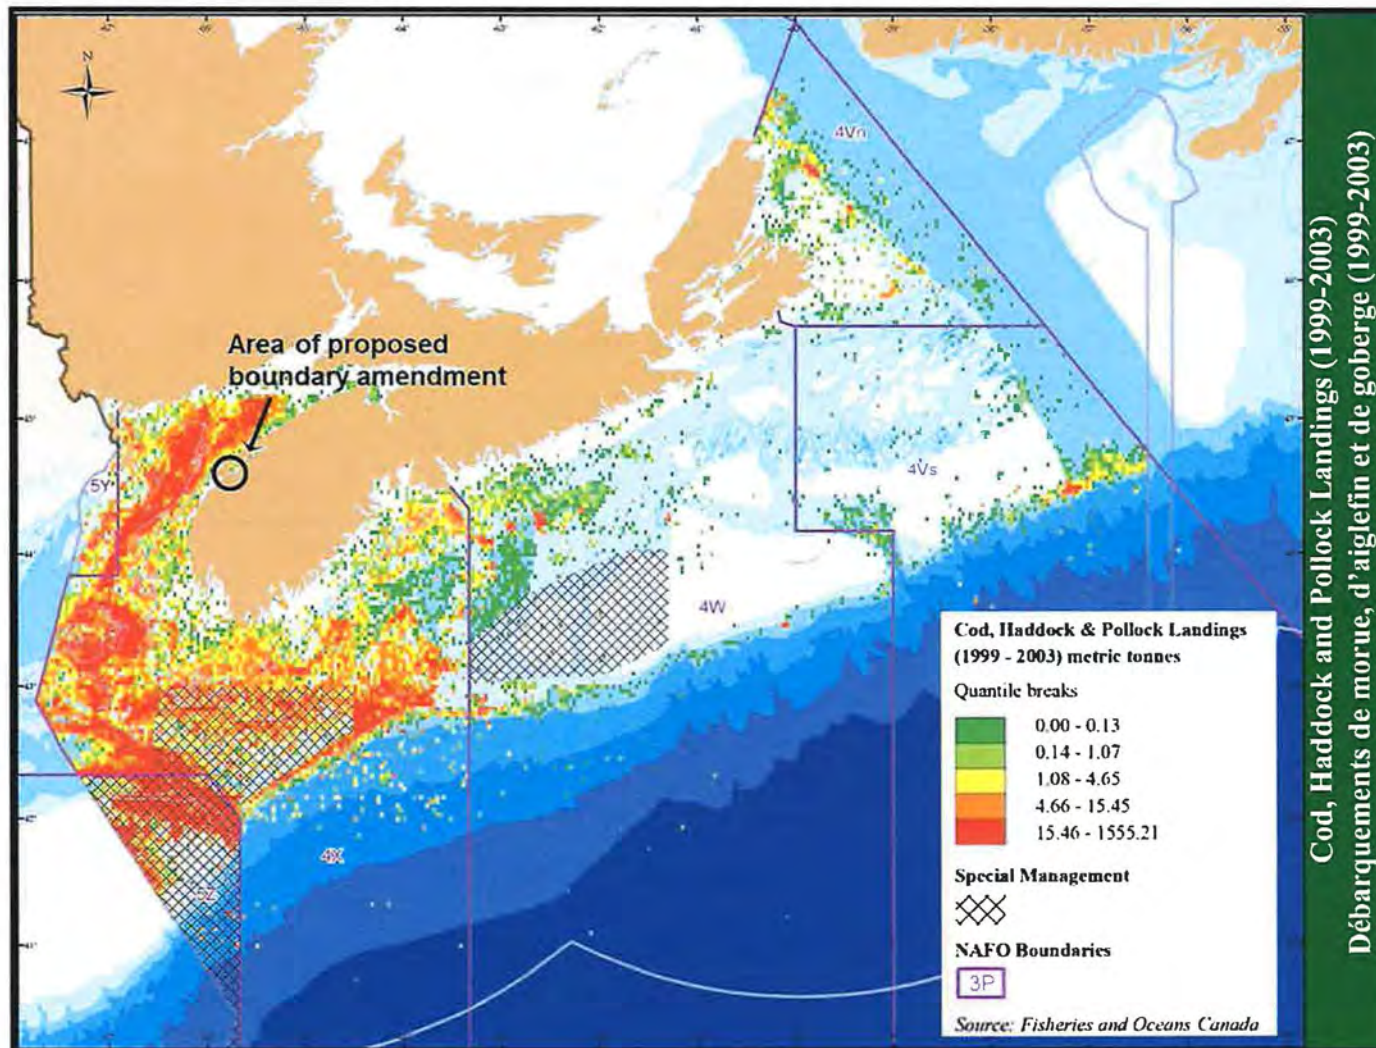 N
4Vn
Area of proposed
boundary amendment
5Y
4Vs
4W
4X
5Z
Cod, Haddock & Pollock Landings
(1999 - 2003) metric tonnes
Quantile breaks
0.00 - 0.13
0.14 - 1.07
1.08 - 4.65
4.66 - 15.45
15.46 - 1555.21
Special Management
NAFO Boundaries
3P
Source: Fisheries and Oceans Canada
Cod, Haddock and Pollock Landings (1999-2003)
Débarquements de morue, d'aiglefin et de goberge (1999-2003)